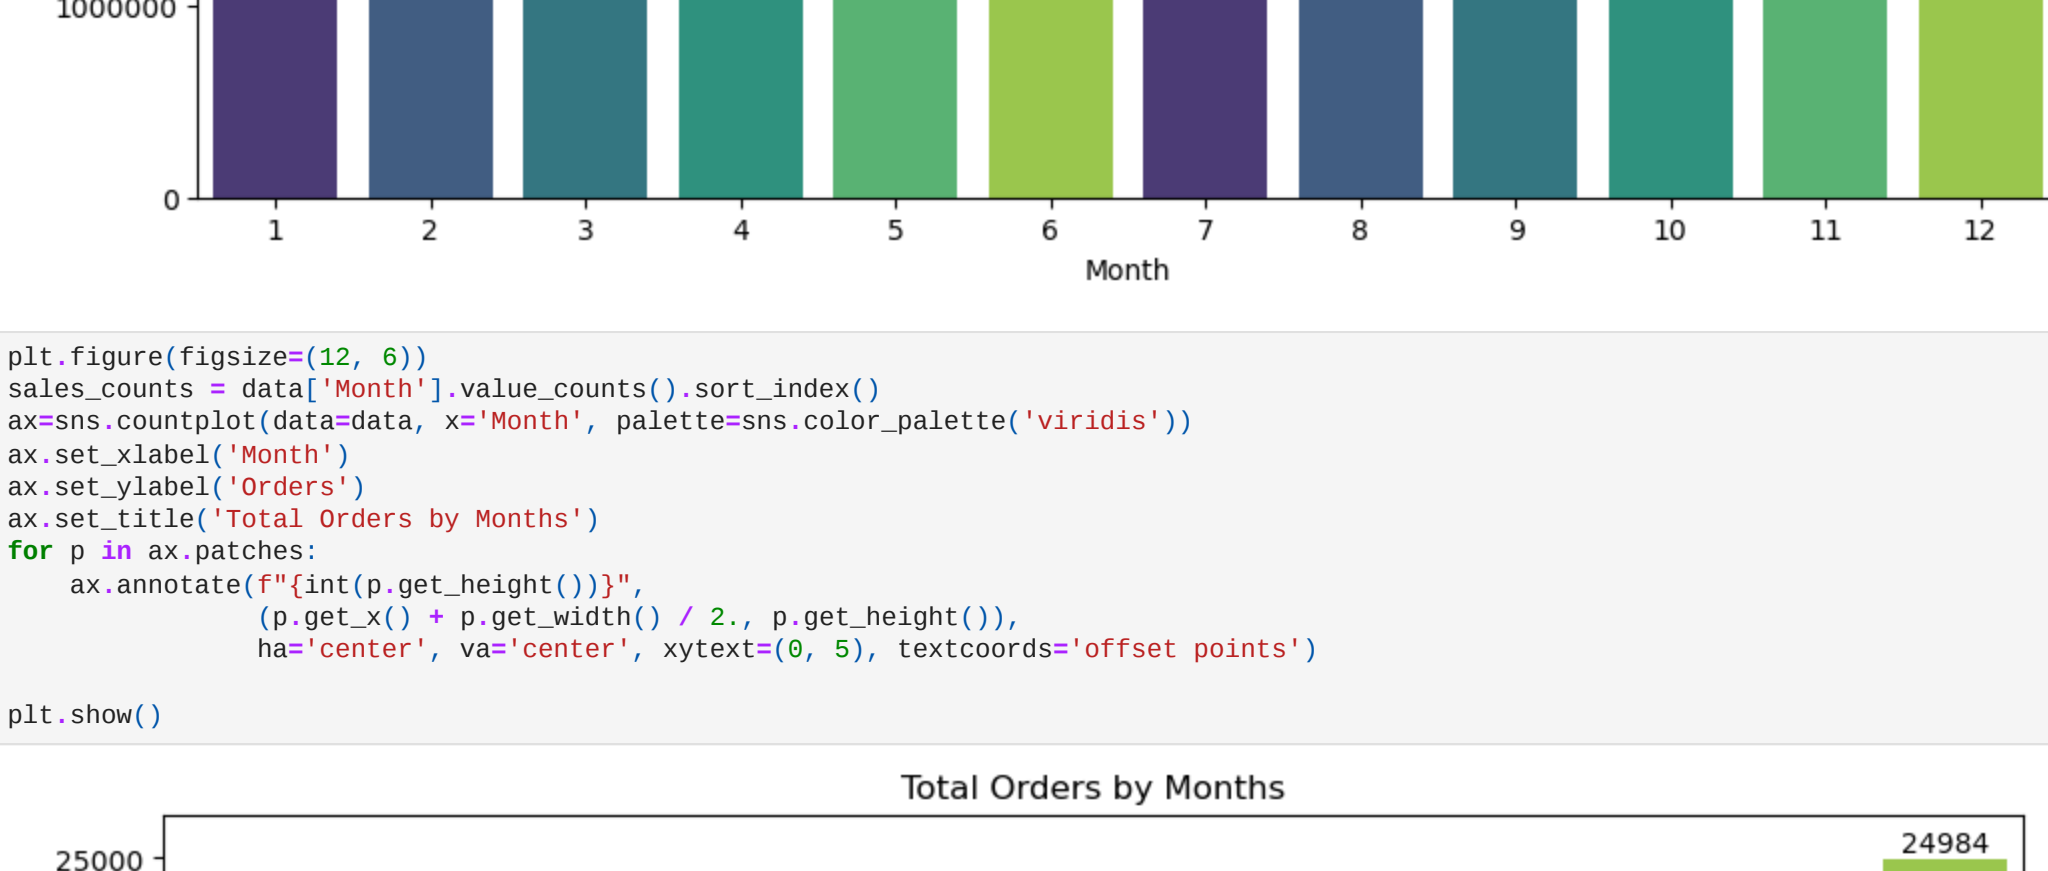 1000000
0
1 2 3 4 5 6 7 8 9 10 11 12
Month
plt.figure(figsize=(12, 6))
sales_counts = data['Month'].value_counts().sort_index()
ax=sns.countplot(data=data, x='Month', palette=sns.color_palette('viridis'))
ax.set_xlabel('Month')
ax.set_ylabel('Orders')
ax.set_title('Total Orders by Months')
for p in ax.patches:
    ax.annotate(f"{int(p.get_height())}",
                (p.get_x() + p.get_width() / 2., p.get_height()),
                ha='center', va='center', xytext=(0, 5), textcoords='offset points')
plt.show()
Total Orders by Months
24984
25000